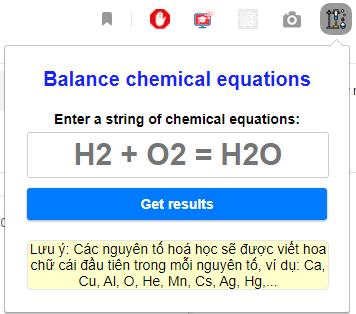 Balance chemical equations
Enter a string of chemical equations:
H2 + O2 = H2O
Get results
Lưu ý: Các nguyên tố hoá học sẽ được viết hoa
chữ cái đầu tiên trong mỗi nguyên tố, ví dụ: Ca,
Cu, Al, O, He, Mn, Cs, Ag, Hg,...